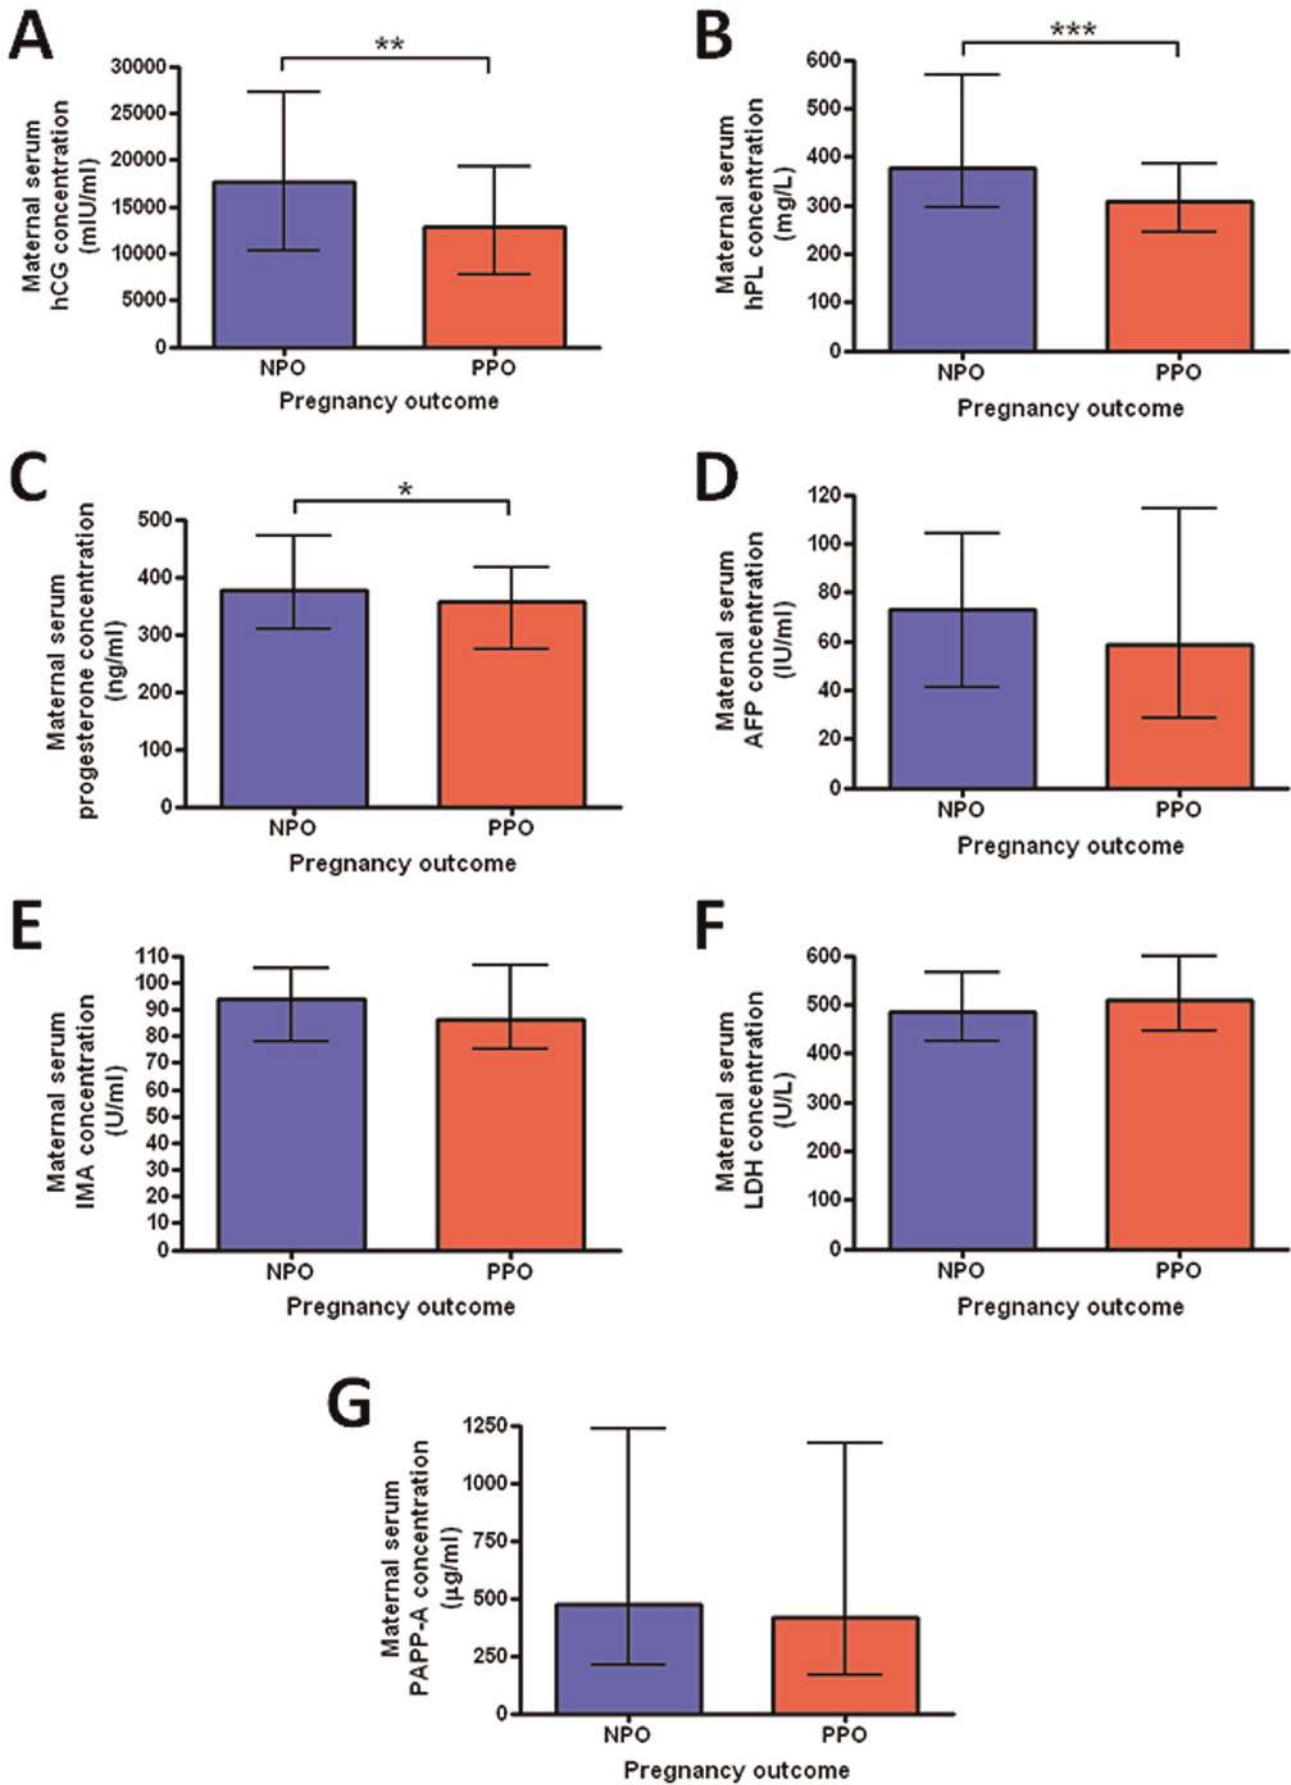 A
**
Maternal serum
hCG concentration
(mIU/ml)
30000
25000
20000
15000
10000
5000
0
NPO
PPO
Pregnancy outcome
B
***
Maternal serum
hPL concentration
(mg/L)
600
500
400
300
200
100
0
NPO
PPO
Pregnancy outcome
C
*
Maternal serum
progesterone concentration
(ng/ml)
500
400
300
200
100
0
NPO
PPO
Pregnancy outcome
D
Maternal serum
AFP concentration
(IU/ml)
120
100
80
60
40
20
0
NPO
PPO
Pregnancy outcome
E
Maternal serum
IMA concentration
(U/ml)
110
100
90
80
70
60
50
40
30
20
10
0
NPO
PPO
Pregnancy outcome
F
Maternal serum
LDH concentration
(U/L)
600
500
400
300
200
100
0
NPO
PPO
Pregnancy outcome
G
Maternal serum
PAPP-A concentration
(μg/ml)
1250
1000
750
500
250
0
NPO
PPO
Pregnancy outcome